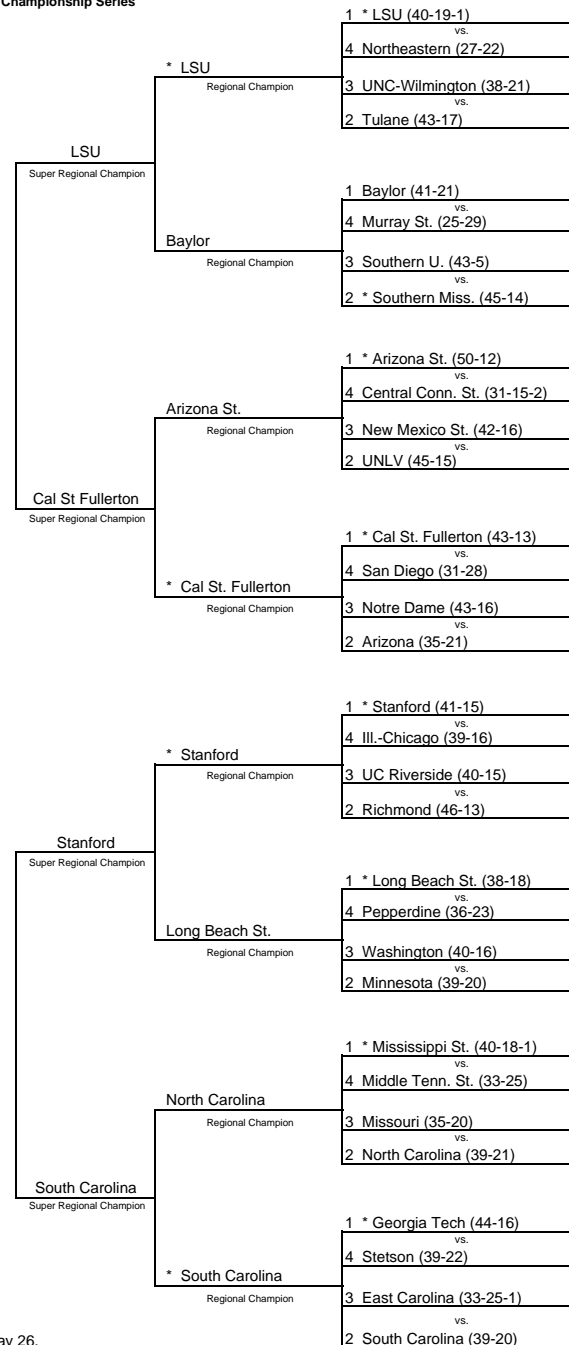 Championship Series
1 * LSU (40-19-1)
vs.
4 Northeastern (27-22)
* LSU
Regional Champion
3 UNC-Wilmington (38-21)
vs.
2 Tulane (43-17)
LSU
Super Regional Champion
1 Baylor (41-21)
vs.
4 Murray St. (25-29)
Baylor
Regional Champion
3 Southern U. (43-5)
vs.
2 * Southern Miss. (45-14)
1 * Arizona St. (50-12)
vs.
4 Central Conn. St. (31-15-2)
Arizona St.
Regional Champion
3 New Mexico St. (42-16)
vs.
2 UNLV (45-15)
Cal St Fullerton
Super Regional Champion
1 * Cal St. Fullerton (43-13)
vs.
4 San Diego (31-28)
* Cal St. Fullerton
Regional Champion
3 Notre Dame (43-16)
vs.
2 Arizona (35-21)
1 * Stanford (41-15)
vs.
4 Ill.-Chicago (39-16)
* Stanford
Regional Champion
3 UC Riverside (40-15)
vs.
2 Richmond (46-13)
Stanford
Super Regional Champion
1 * Long Beach St. (38-18)
vs.
4 Pepperdine (36-23)
Long Beach St.
Regional Champion
3 Washington (40-16)
vs.
2 Minnesota (39-20)
1 * Mississippi St. (40-18-1)
vs.
4 Middle Tenn. St. (33-25)
North Carolina
Regional Champion
3 Missouri (35-20)
vs.
2 North Carolina (39-21)
South Carolina
Super Regional Champion
1 * Georgia Tech (44-16)
vs.
4 Stetson (39-22)
* South Carolina
Regional Champion
3 East Carolina (33-25-1)
vs.
2 South Carolina (39-20)
ay 26.